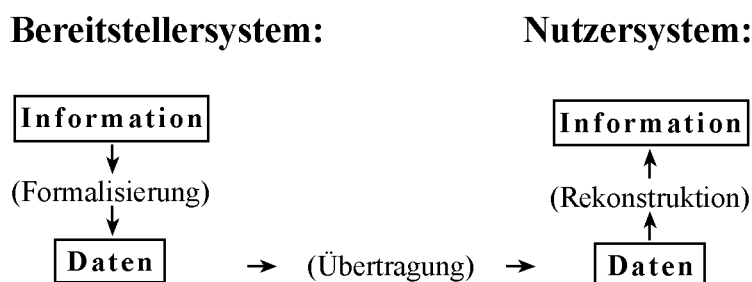 Bereitstellersystem: Nutzersystem:
Information Information
(Formalisierung) (Rekonstruktion)
Daten (Übertragung) Daten